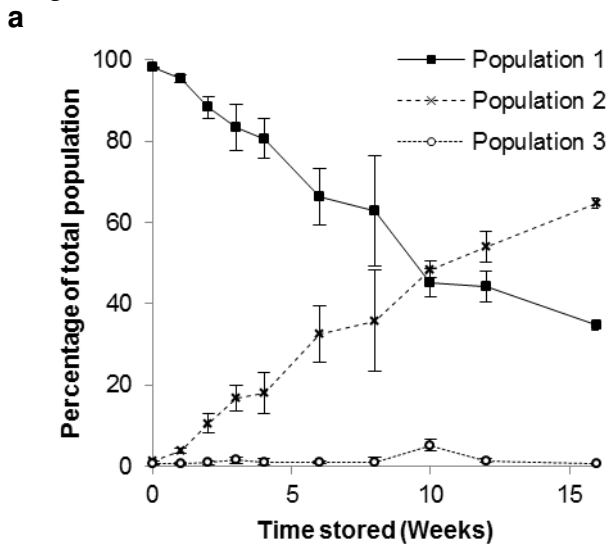 a
100
80
60
40
20
0
Percentage of total population
Population 1
Population 2
Population 3
0 5 10 15
Time stored (Weeks)